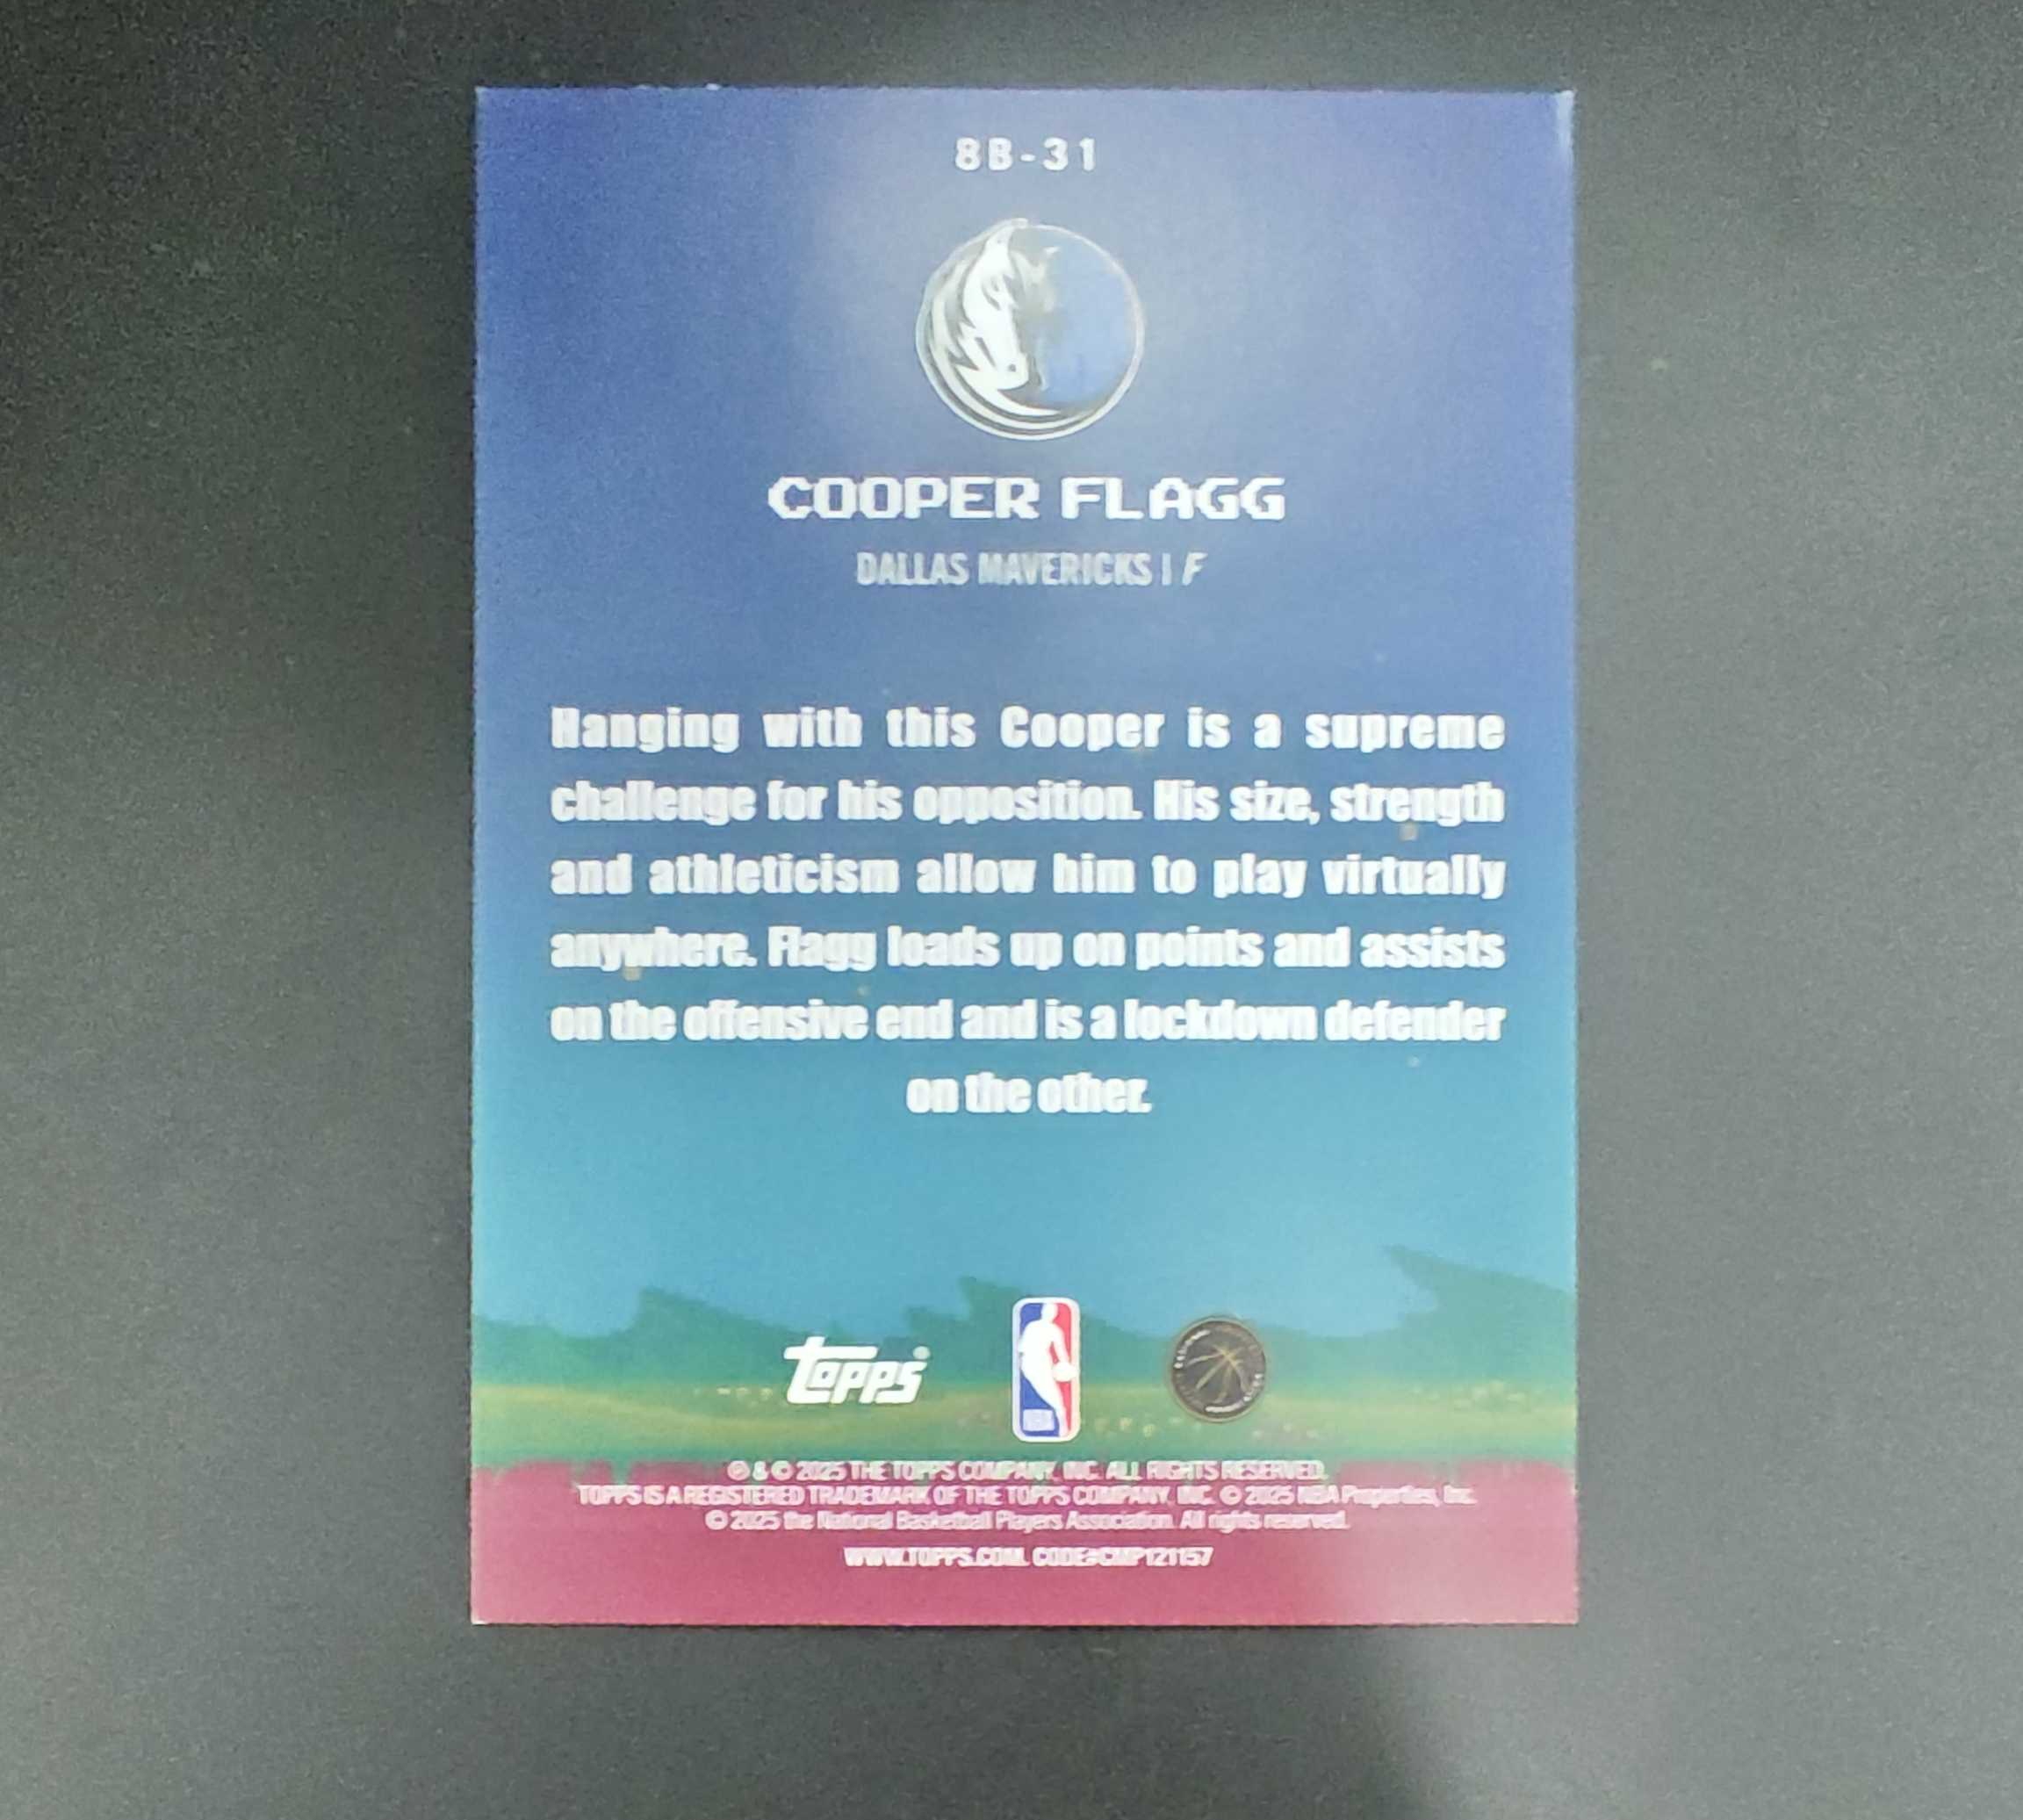 8B-31
COOPER FLAGG
DALLAS MAVERICKS | F
Hanging with this Cooper is a supreme
challenge for his opposition. His size, strength
and athleticism allow him to play virtually
anywhere. Flagg loads up on points and assists
on the offensive end and is a lockdown defender
on the other.
topps
NBA
® & © 2025 THE TOPPS COMPANY, INC. ALL RIGHTS RESERVED.
TOPPS IS A REGISTERED TRADEMARK OF THE TOPPS COMPANY, INC. © 2025 NBA Properties, Inc.
© 2025 the National Basketball Players Association. All rights reserved.
WWW.TOPPS.COM. CODE#CMP121157